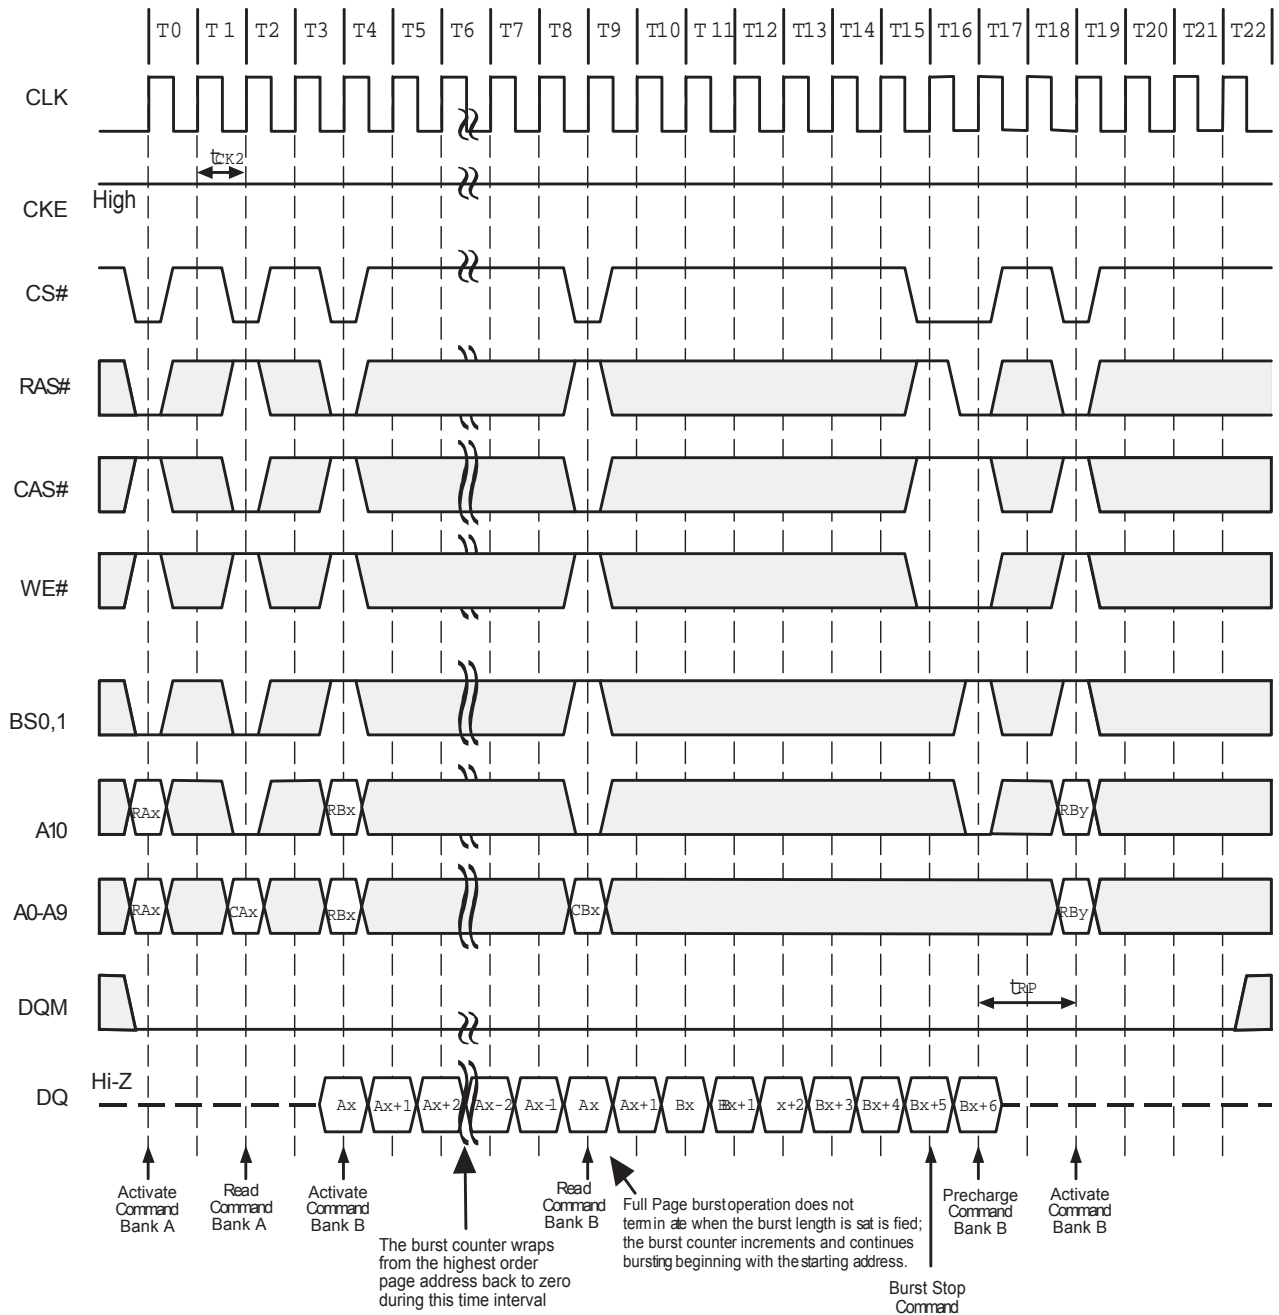 T0 T 1 T2 T3 T4 T5 T6 T7 T8 T9 T10 T 11 T12 T13 T14 T15 T16 T17 T18 T19 T20 T21 T22
CLK
tCK2
High
CKE
CS#
RAS#
CAS#
WE#
BS0,1
RAx RBx RBy
A10
RAx CAx RBx CBx RBy
A0-A9
tRP
DQM
Hi-Z
DQ
Ax Ax+1 Ax+2 Ax-2 Ax-1 Ax Ax+1 Bx Bx+1 x+2 Bx+3 Bx+4 Bx+5 Bx+6
Activate
Command
Bank A
Read
Command
Bank A
Activate
Command
Bank B
The burst counter wraps
from the highest order
page address back to zero
during this time interval
Read
Command
Bank B
Full Page burst operation does not
terminate when the burst length is satisfied;
the burst counter increments and continues
bursting beginning with the starting address.
Burst Stop
Command
Precharge
Command
Bank B
Activate
Command
Bank B